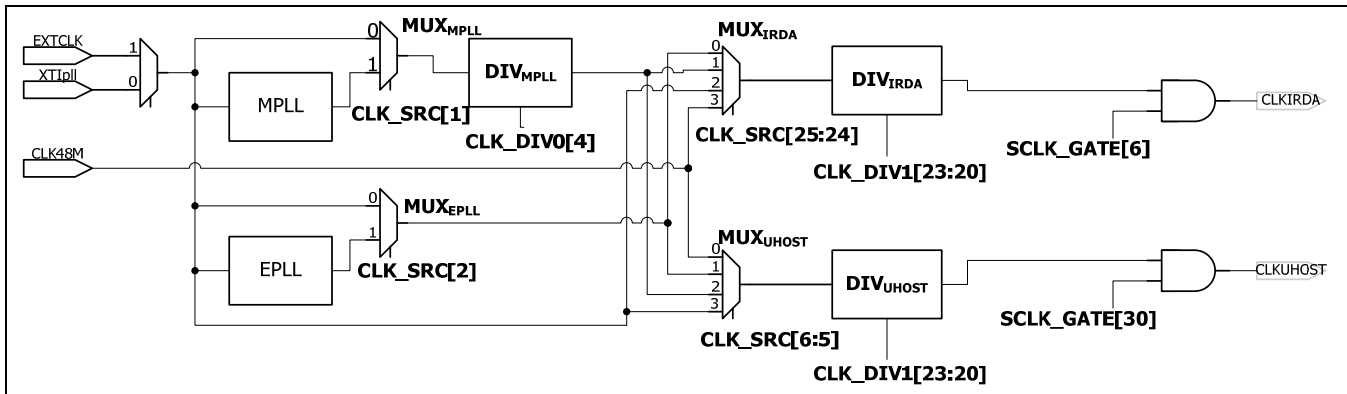 EXTCLK
1
XTIpll
0
CLK48M
MPLL
EPLL
0
MUXMPLL
1
CLK_SRC[1]
DIVMPLL
CLK_DIV0[4]
0
MUXEPLL
1
CLK_SRC[2]
MUXIRDA
0
1
2
3
CLK_SRC[25:24]
DIVIRDA
CLK_DIV1[23:20]
SCLK_GATE[6]
CLKIRDA
MUXUHOST
0
1
2
3
CLK_SRC[6:5]
DIVUHOST
CLK_DIV1[23:20]
SCLK_GATE[30]
CLKUHOST